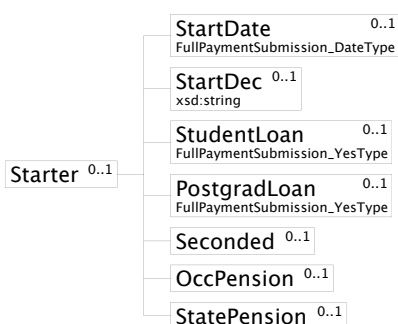 StartDate 0..1
FullPaymentSubmission_DateType
StartDec 0..1
xsd:string
StudentLoan 0..1
FullPaymentSubmission_YesType
Starter 0..1
PostgradLoan 0..1
FullPaymentSubmission_YesType
Seconded 0..1
OccPension 0..1
StatePension 0..1